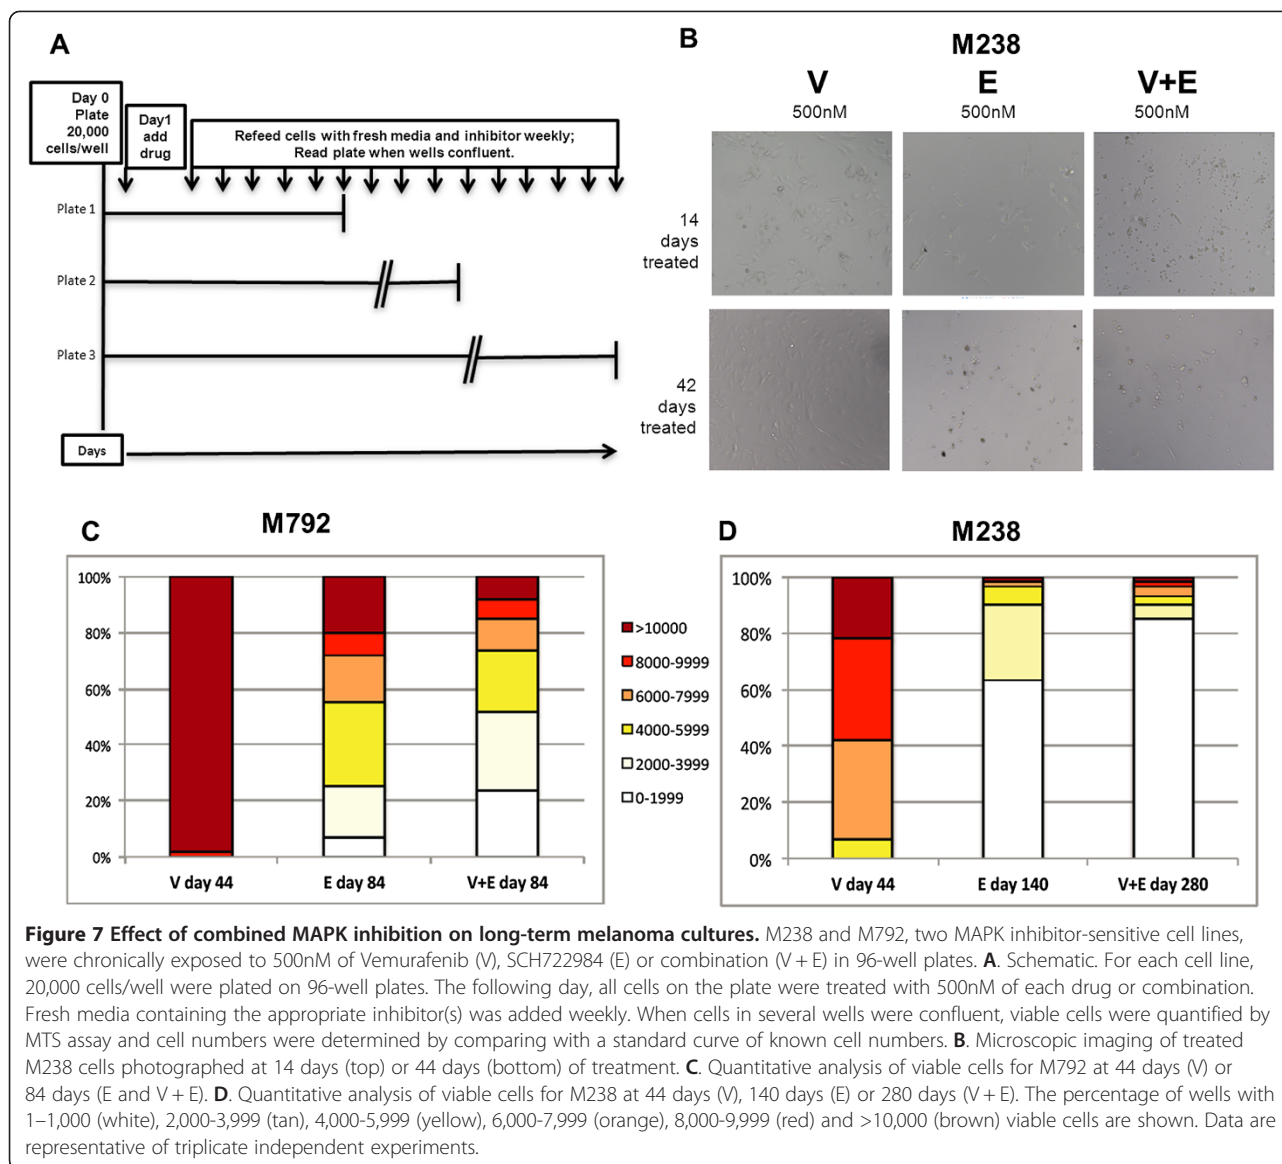 A
Day 0
Plate
20,000
cells/well
Day1
add
drug
Refeed cells with fresh media and inhibitor weekly;
Read plate when wells confluent.
Plate 1
Plate 2
Plate 3
Days
B
M238
V
E
V+E
500nM
500nM
500nM
14
days
treated
42
days
treated
C
M792
100%
80%
60%
40%
20%
0%
V day 44
E day 84
V+E day 84
>10000
8000-9999
6000-7999
4000-5999
2000-3999
0-1999
D
M238
100%
80%
60%
40%
20%
0%
V day 44
E day 140
V+E day 280
Figure 7 Effect of combined MAPK inhibition on long-term melanoma cultures. M238 and M792, two MAPK inhibitor-sensitive cell lines,
were chronically exposed to 500nM of Vemurafenib (V), SCH722984 (E) or combination (V + E) in 96-well plates. A. Schematic. For each cell line,
20,000 cells/well were plated on 96-well plates. The following day, all cells on the plate were treated with 500nM of each drug or combination.
Fresh media containing the appropriate inhibitor(s) was added weekly. When cells in several wells were confluent, viable cells were quantified by
MTS assay and cell numbers were determined by comparing with a standard curve of known cell numbers. B. Microscopic imaging of treated
M238 cells photographed at 14 days (top) or 44 days (bottom) of treatment. C. Quantitative analysis of viable cells for M792 at 44 days (V) or
84 days (E and V + E). D. Quantitative analysis of viable cells for M238 at 44 days (V), 140 days (E) or 280 days (V + E). The percentage of wells with
1–1,000 (white), 2,000-3,999 (tan), 4,000-5,999 (yellow), 6,000-7,999 (orange), 8,000-9,999 (red) and >10,000 (brown) viable cells are shown. Data are
representative of triplicate independent experiments.